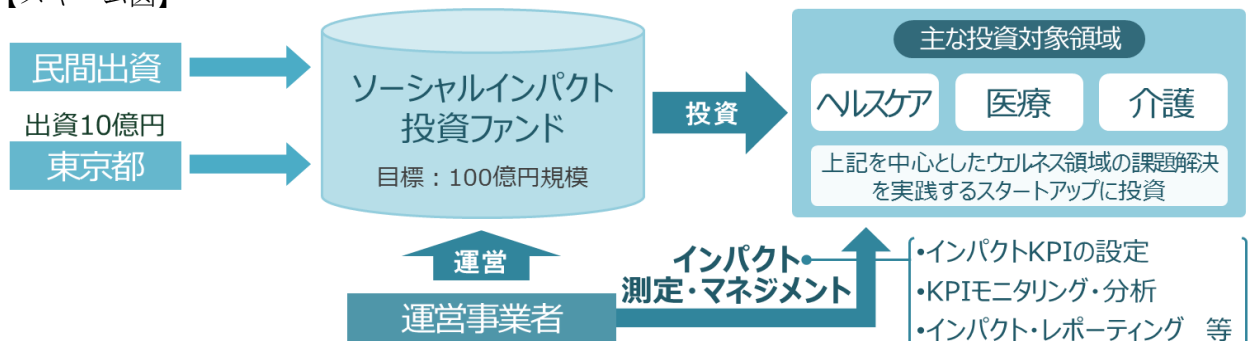 【スキーム図】
民間出資
出資10億円
東京都
ソーシャルインパクト
投資ファンド
目標：100億円規模
投資
主な投資対象領域
ヘルスケア
医療
介護
上記を中心としたウェルネス領域の課題解決
を実践するスタートアップに投資
運営
運営事業者
インパクト
測定・マネジメント
•インパクトKPIの設定
•KPIモニタリング・分析
•インパクト・レポーティング　等